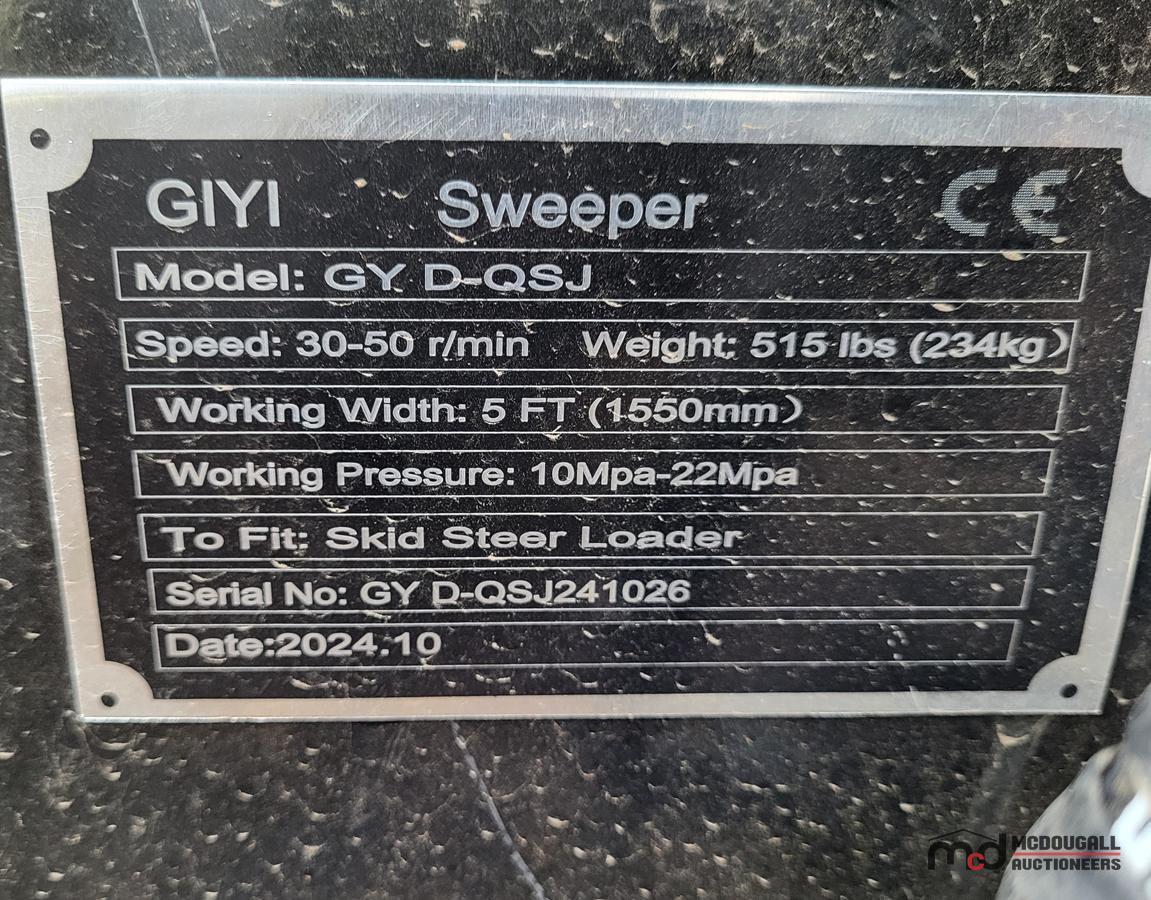 GIYI Sweeper CE
Model: GY D-QSJ
Speed: 30-50 r/min Weight: 515 lbs (234kg）
Working Width: 5 FT (1550mm）
Working Pressure: 10Mpa-22Mpa
To Fit: Skid Steer Loader
Serial No: GY D-QSJ241026
Date:2024.10
mcd MCDOUGALL
AUCTIONEERS